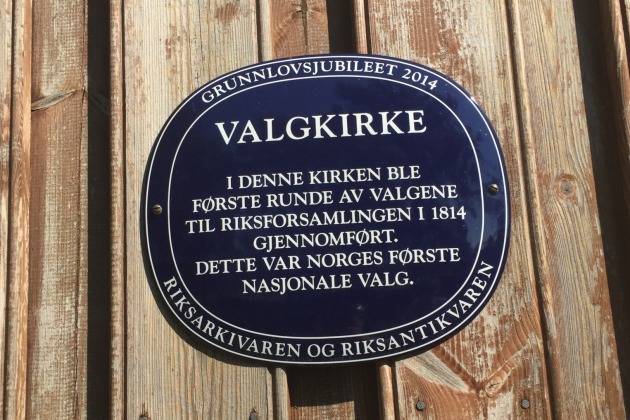 GRUNNLOVSJUBILEET 2014
VALGKIRKE
I DENNE KIRKEN BLE
FØRSTE RUNDE AV VALGENE
TIL RIKSFORSAMLINGEN I 1814
GJENNOMFØRT.
DETTE VAR NORGES FØRSTE
NASJONALE VALG.
RIKSARKIVAREN OG RIKSANTIKVAREN